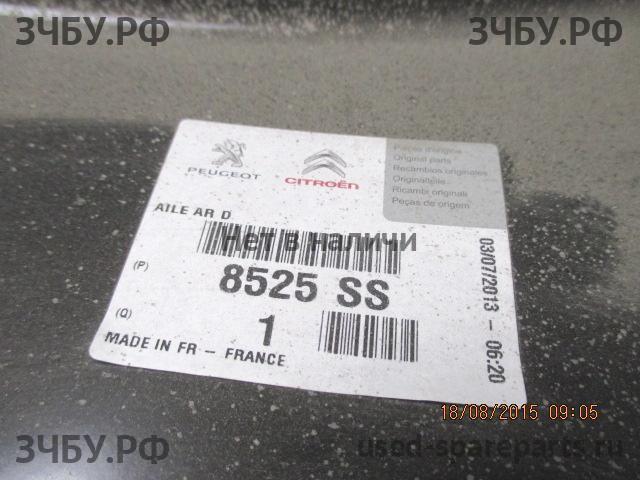 ЗЧБУ.РФ
ЗЧБУ.РФ
PEUGEOT
CITROËN
Pièces d'origine
Original parts
Recambios originales
Originalteile
Ricambi originali
Peças de origem
AILE AR D
Нет в наличи
(P)
8525 SS
(Q)
1
MADE IN FR – FRANCE
03/07/2013 – 06:20
18/08/2015 09:05
ЗЧБУ.РФ
used-spareparts.ru